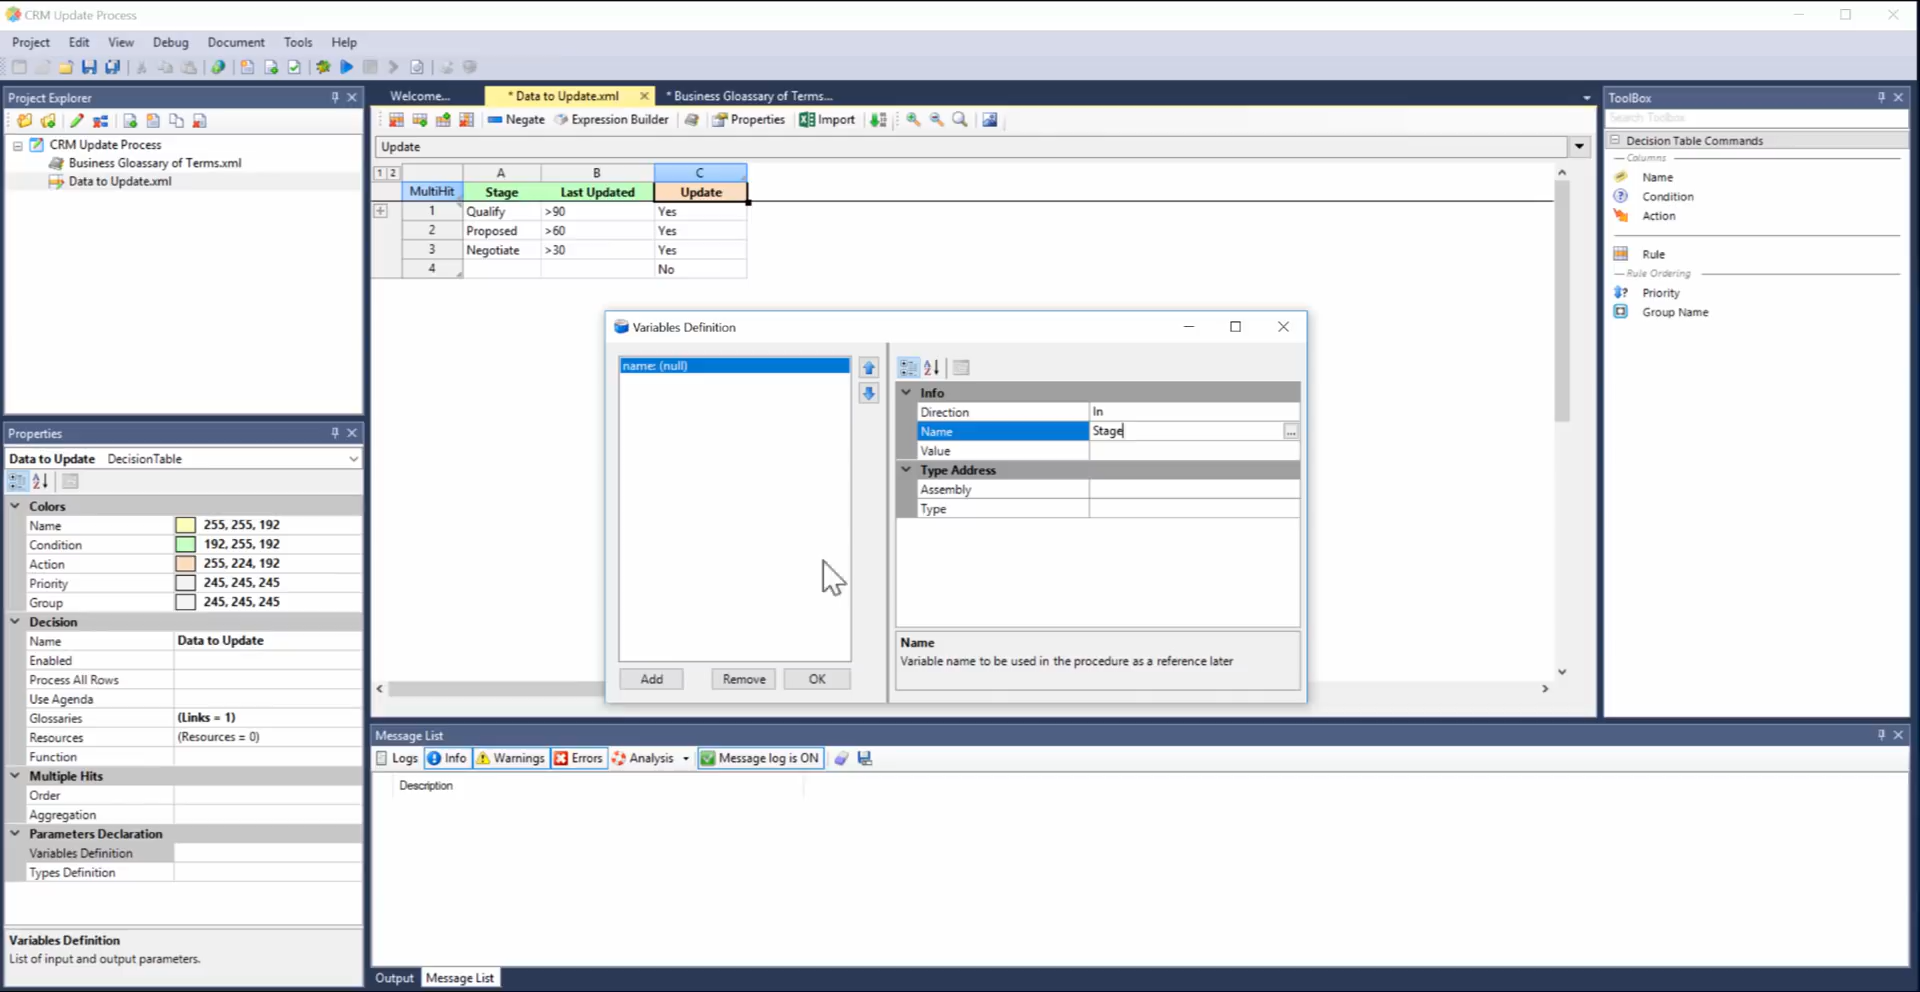 CRM Update Process
Project Edit View Debug Document Tools Help
Project Explorer
CRM Update Process
Business Gloassary of Terms.xml
Data to Update.xml
Welcome...
* Data to Update.xml
* Business Gloassary of Terms...
Negate Expression Builder Properties Import
Update
1 2 A B C
MultiHit Stage Last Updated Update
1 Qualify >90 Yes
2 Proposed >60 Yes
3 Negotiate >30 Yes
4 No
Variables Definition
name: (null)
Add Remove OK
Info
Direction In
Name Stage
...
Value
Type Address
Assembly
Type
Name
Variable name to be used in the procedure as a reference later
ToolBox
Search Toolbox
Decision Table Commands
Columns
Name
Condition
Action
Rule
Rule Ordering
Priority
Group Name
Properties
Data to Update DecisionTable
Colors
Name 255, 255, 192
Condition 192, 255, 192
Action 255, 224, 192
Priority 245, 245, 245
Group 245, 245, 245
Decision
Name Data to Update
Enabled
Process All Rows
Use Agenda
Glossaries (Links = 1)
Resources (Resources = 0)
Function
Multiple Hits
Order
Aggregation
Parameters Declaration
Variables Definition
Types Definition
Variables Definition
List of input and output parameters.
Message List
Logs Info Warnings Errors Analysis Message log is ON
Description
Output Message List